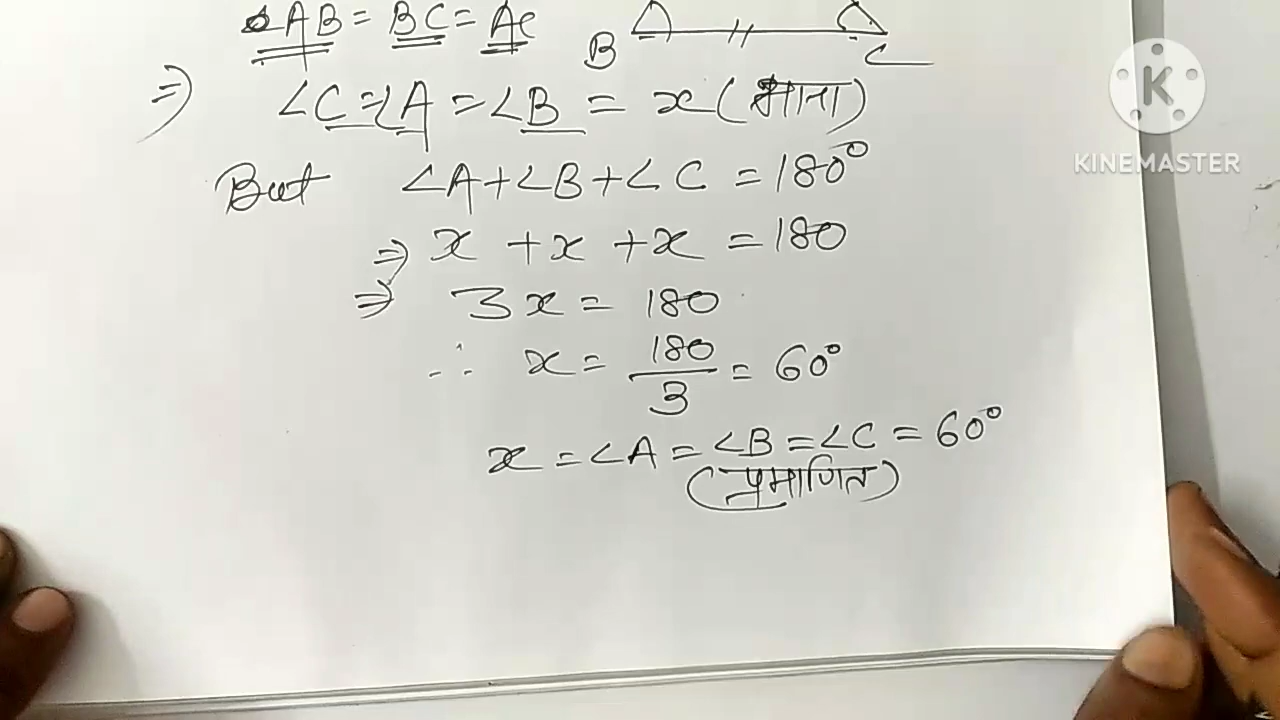 AB = BC = AC
B C
⇒ ∠C = ∠A = ∠B = x (माना)
But ∠A + ∠B + ∠C = 180°
⇒ x + x + x = 180
⇒ 3x = 180
∴ x = 180/3 = 60°
x = ∠A = ∠B = ∠C = 60°
(प्रमाणित)
K
KINEMASTER